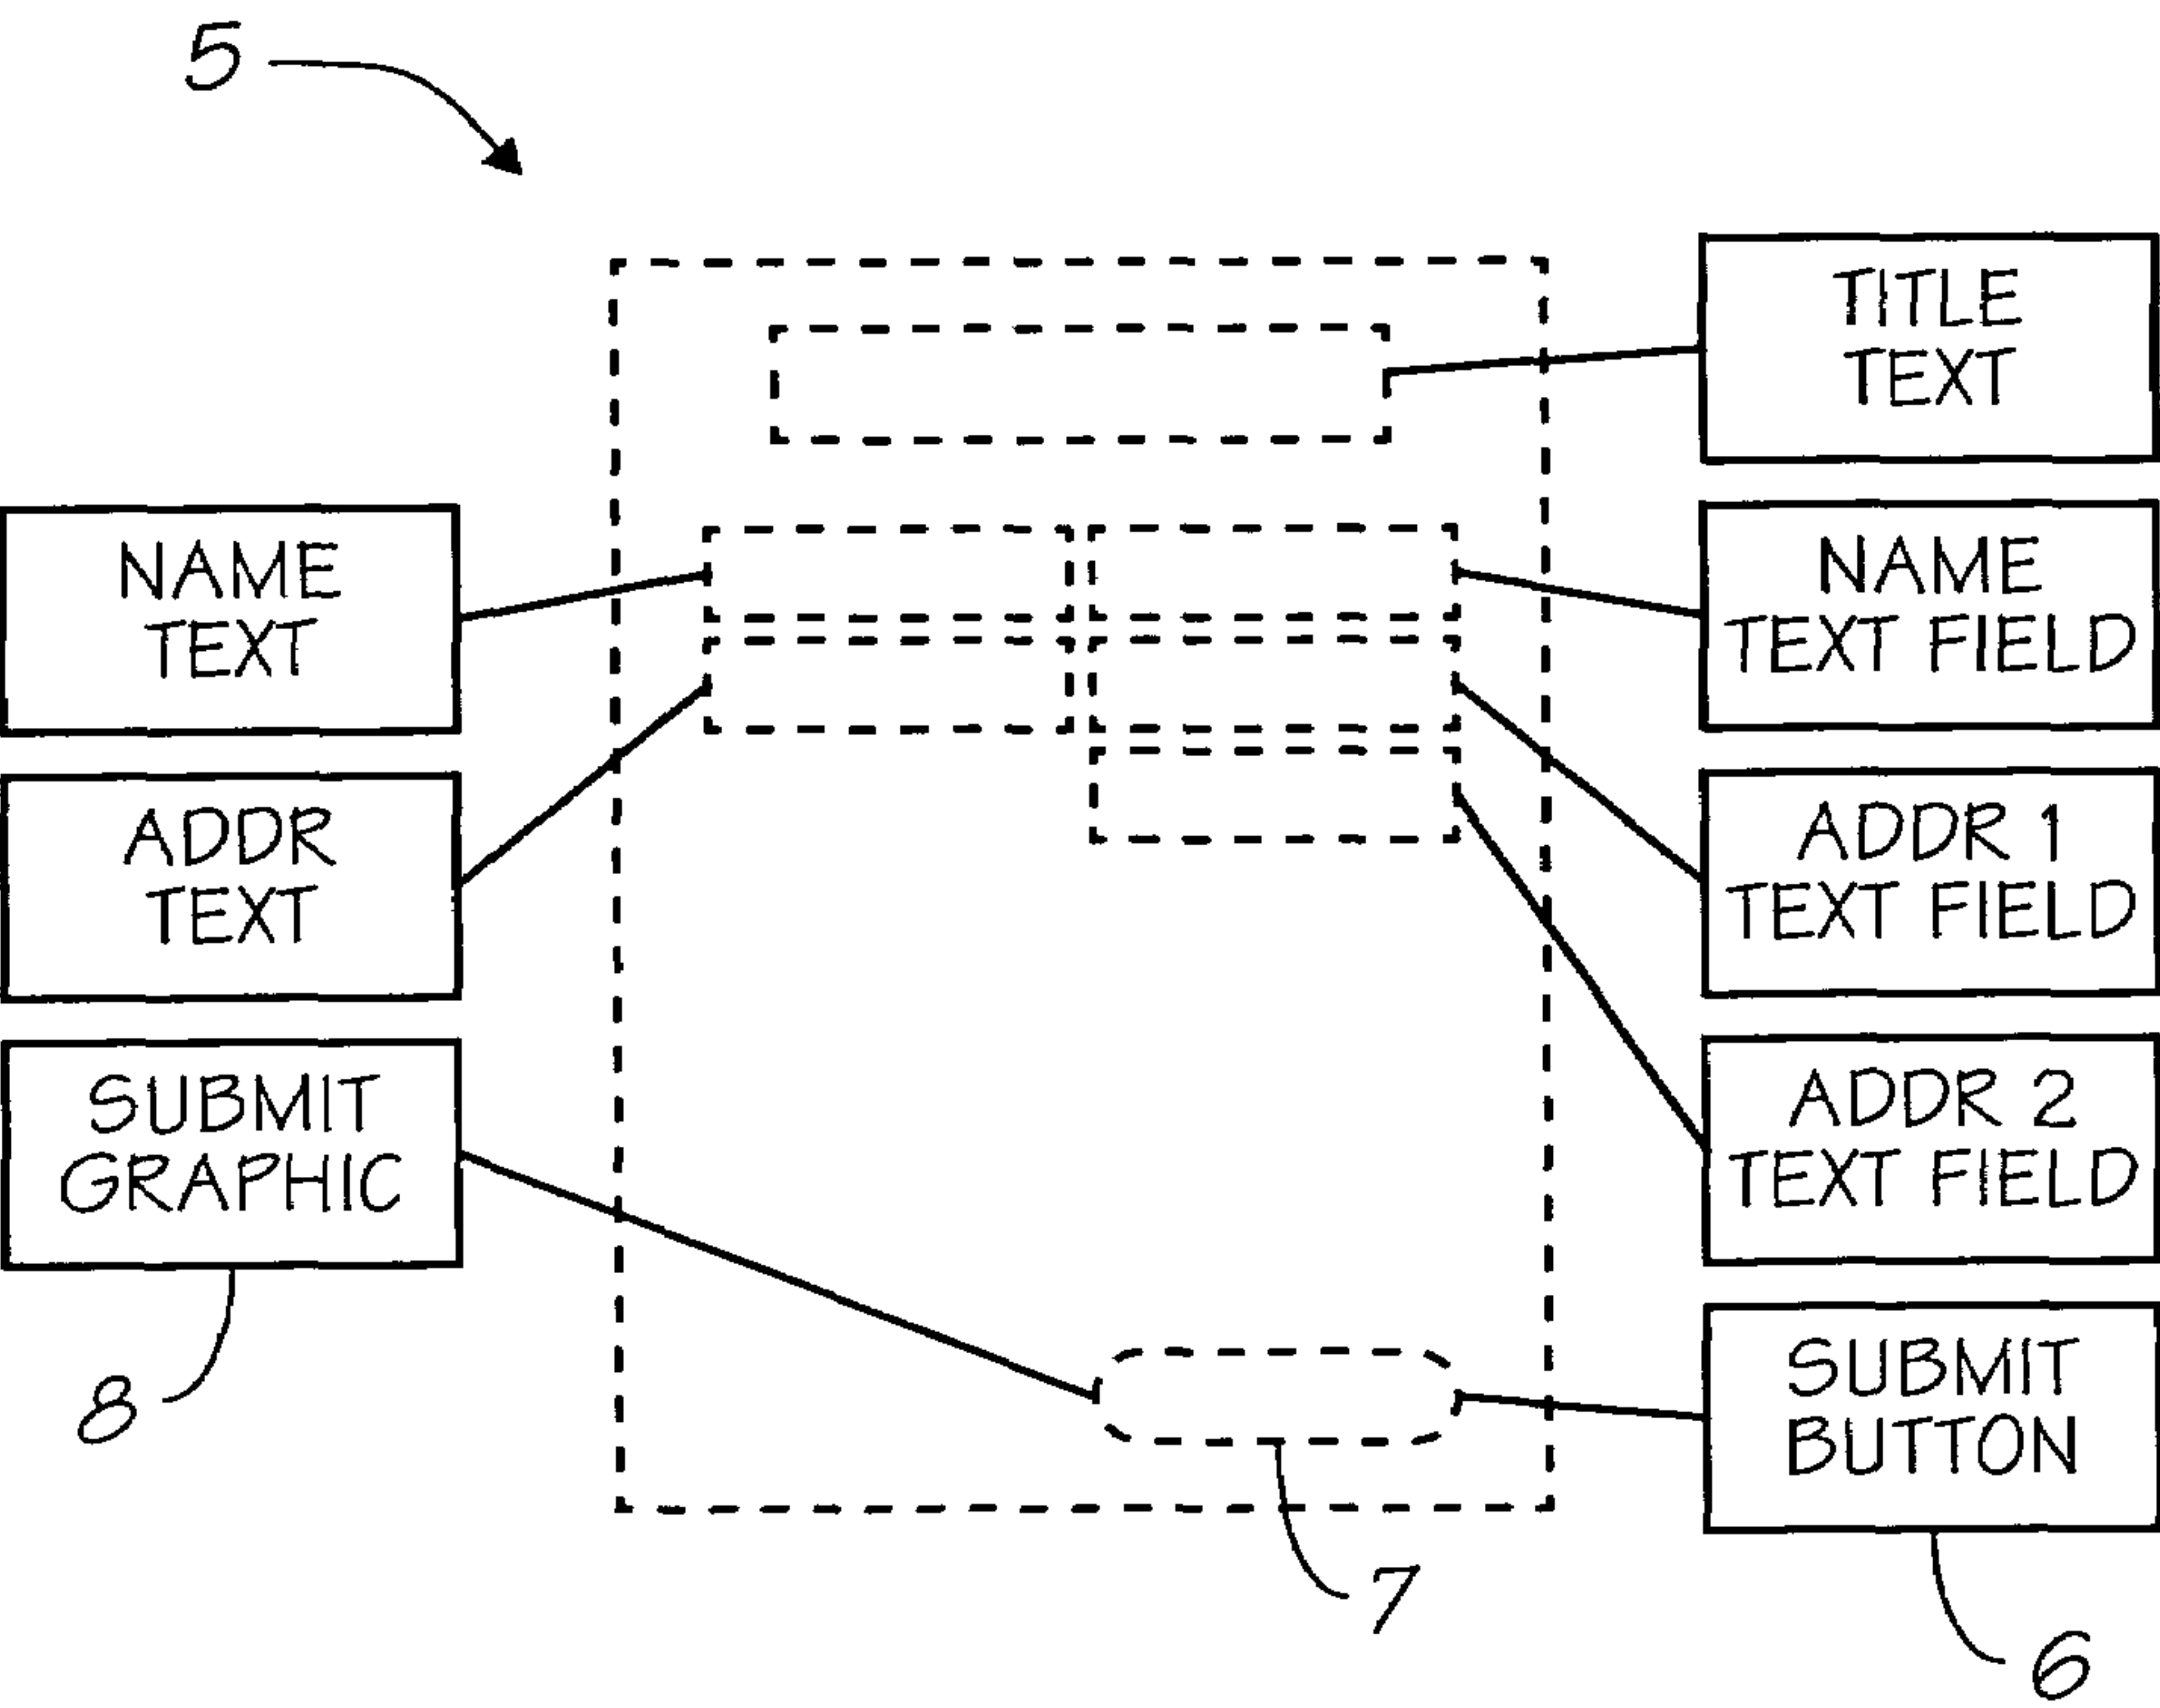 5
TITLE
TEXT
NAME
TEXT
NAME
TEXT FIELD
ADDR
TEXT
ADDR 1
TEXT FIELD
SUBMIT
GRAPHIC
ADDR 2
TEXT FIELD
SUBMIT
BUTTON
8
7
6